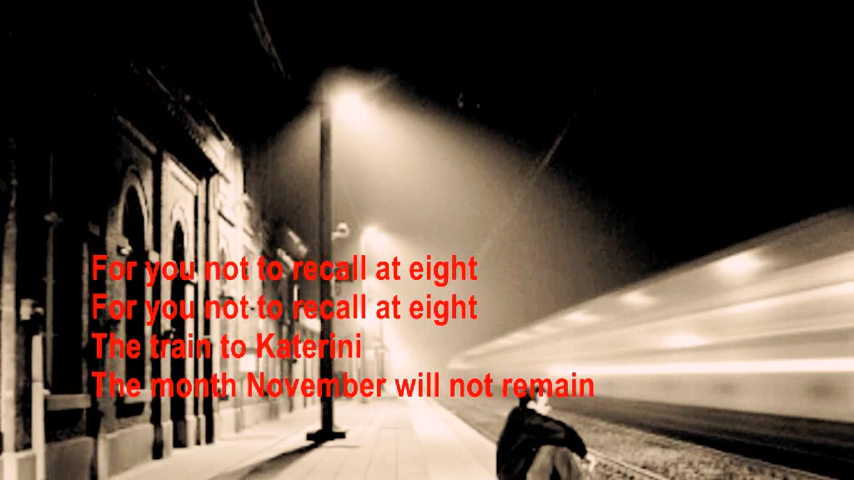 For you not to recall at eight
For you not to recall at eight
The train to Katerini
The month November will not remain